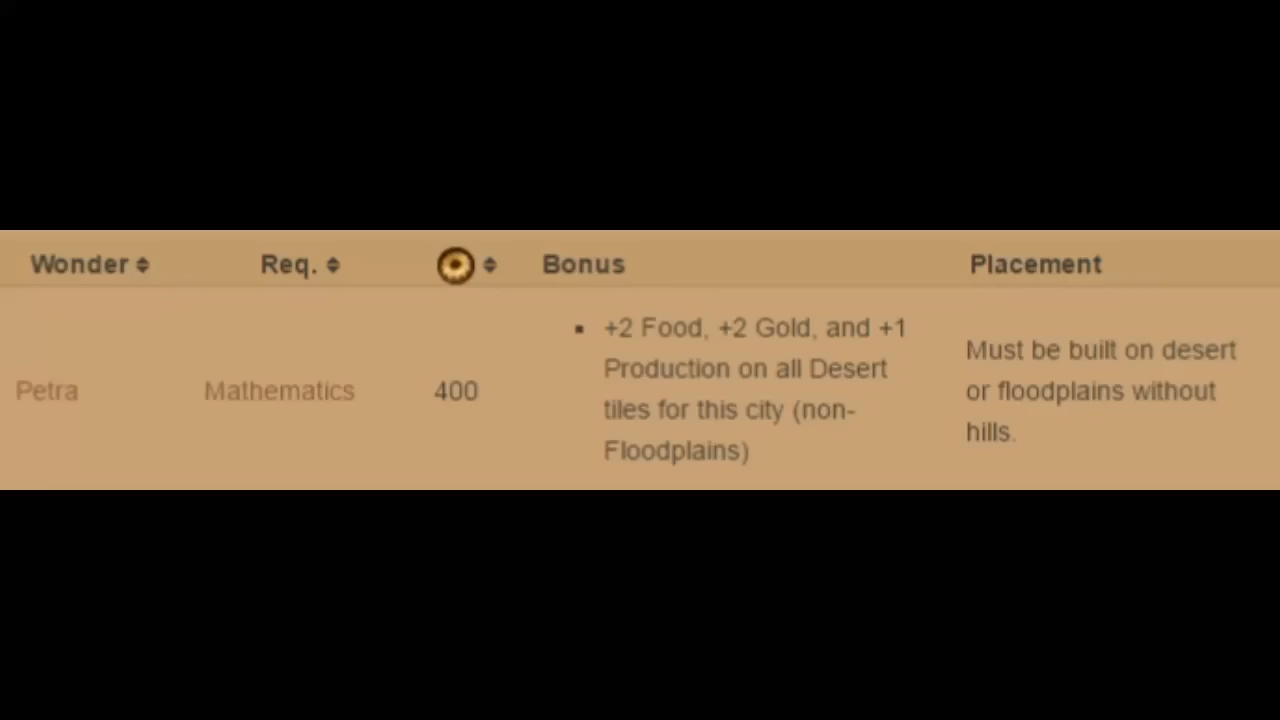 Wonder Req. Bonus Placement
+2 Food, +2 Gold, and +1
Production on all Desert
tiles for this city (non-
Floodplains)
Petra
Mathematics
400
Must be built on desert
or floodplains without
hills.